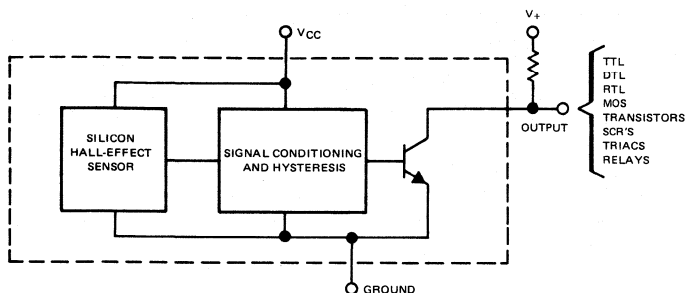 VCC
V+
TTL
DTL
RTL
MOS
TRANSISTORS
SCR'S
TRIACS
RELAYS
OUTPUT
SILICON
HALL-EFFECT
SENSOR
SIGNAL CONDITIONING
AND HYSTERESIS
GROUND